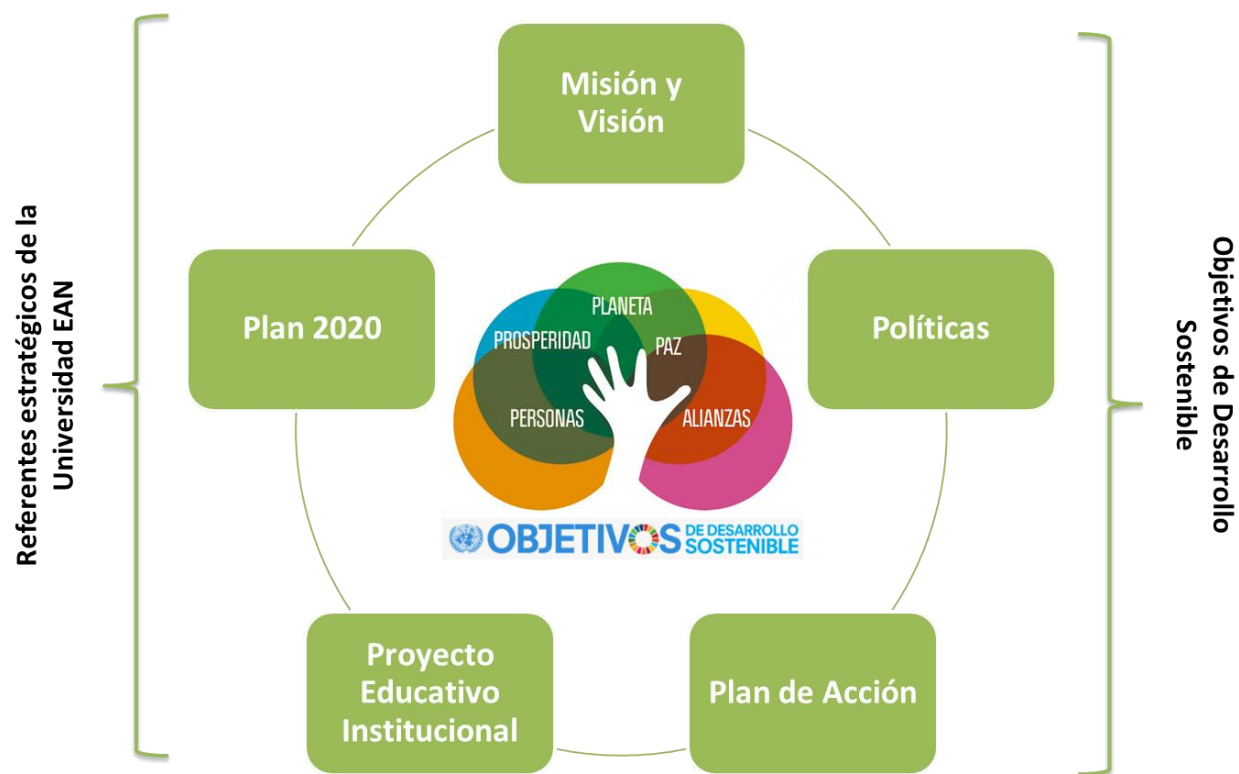 Referentes estratégicos de la
Universidad EAN
Misión y
Visión
Plan 2020
Políticas
PLANETA
PROSPERIDAD
PAZ
PERSONAS
ALIANZAS
OBJETIVOS DE DESARROLLO
SOSTENIBLE
Proyecto
Educativo
Institucional
Plan de Acción
Objetivos de Desarrollo
Sostenible